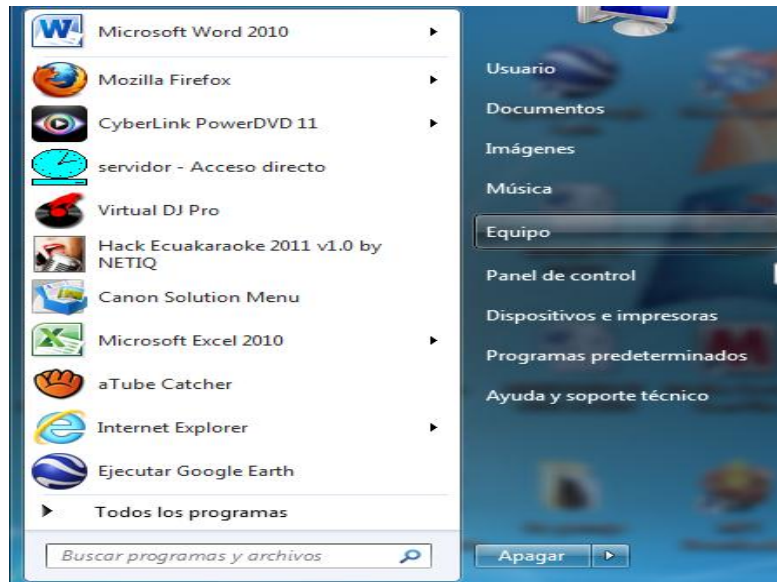 Microsoft Word 2010
Mozilla Firefox
CyberLink PowerDVD 11
servidor - Acceso directo
Virtual DJ Pro
Hack Ecuakaraoke 2011 v1.0 by
NETIQ
Canon Solution Menu
Microsoft Excel 2010
aTube Catcher
Internet Explorer
Ejecutar Google Earth
Todos los programas
Buscar programas y archivos
Usuario
Documentos
Imágenes
Música
Equipo
Panel de control
Dispositivos e impresoras
Programas predeterminados
Ayuda y soporte técnico
Apagar